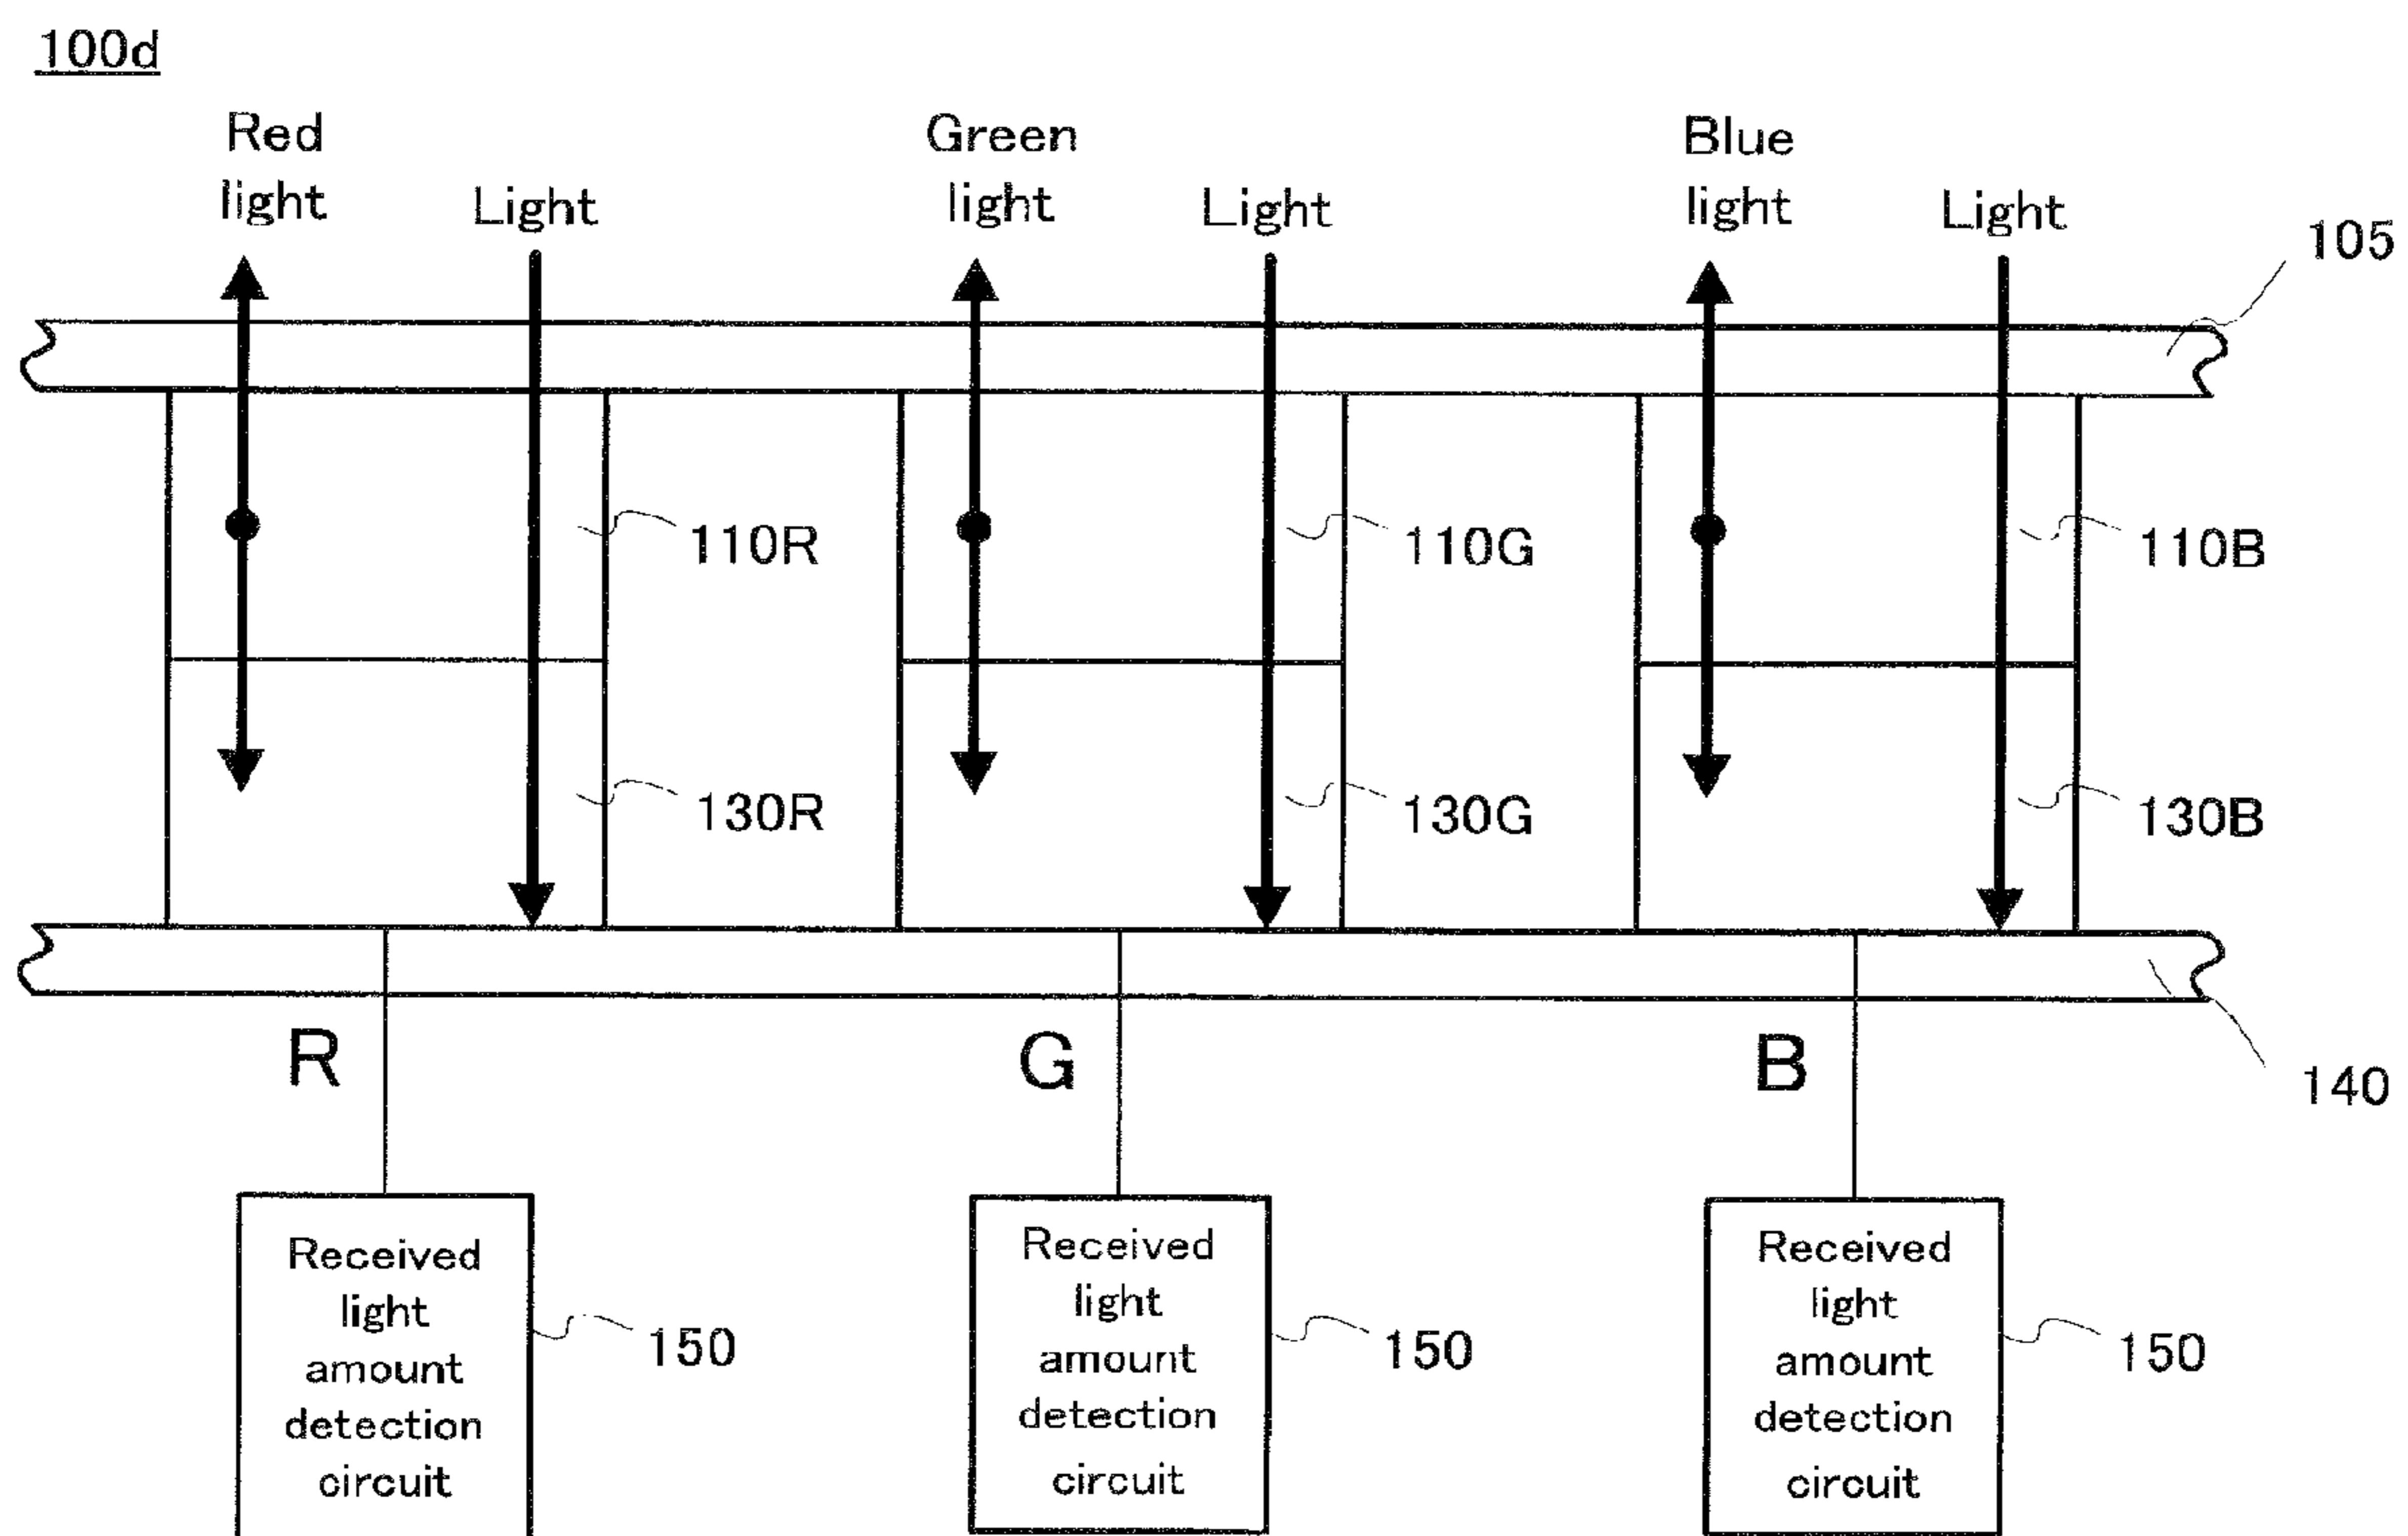 100d
Red
light
Light
Green
light
Light
Blue
light
Light
105
110R
110G
110B
130R
130G
130B
R
G
B
140
Received
light
amount
detection
circuit
150
Received
light
amount
detection
circuit
150
Received
light
amount
detection
circuit
150